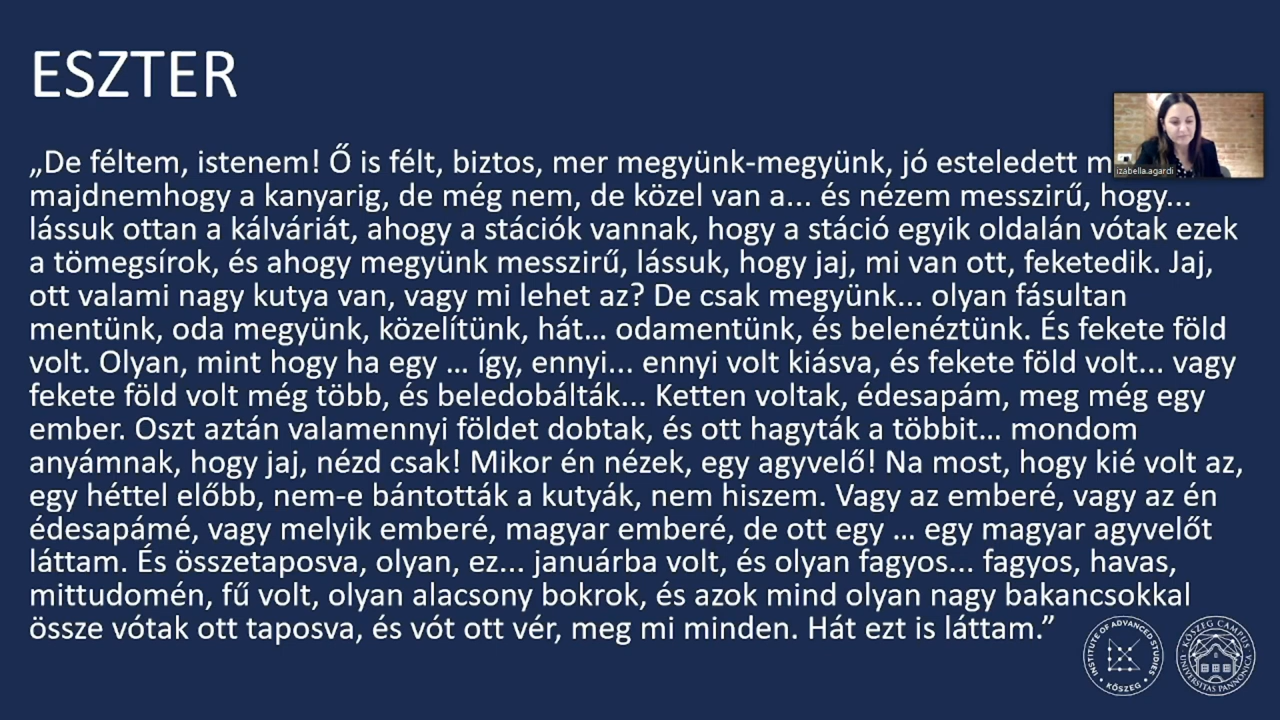 ESZTER
„De féltem, istenem! Ő is félt, biztos, mer megyünk-megyünk, jó esteledett
majdnemhogy a kanyarig, de még nem, de közel van a... és nézem messzirű, hogy...
lássuk ottan a kálváriát, ahogy a stációk vannak, hogy a stáció egyik oldalán vótak ezek
a tömegsírok, és ahogy megyünk messzirű, lássuk, hogy jaj, mi van ott, feketedik. Jaj,
ott valami nagy kutya van, vagy mi lehet az? De csak megyünk... olyan fásultan
mentünk, oda megyünk, közelítünk, hát... odamentünk, és belenéztünk. És fekete föld
volt. Olyan, mint hogy ha egy ... így, ennyi... ennyi volt kiásva, és fekete föld volt... vagy
fekete föld volt még több, és beledobálták... Ketten voltak, édesapám, meg még egy
ember. Oszt aztán valamennyi földet dobtak, és ott hagyták a többit... mondom
anyámnak, hogy jaj, nézd csak! Mikor én nézek, egy agyvelő! Na most, hogy kié volt az,
egy héttel előbb, nem-e bántották a kutyák, nem hiszem. Vagy az emberé, vagy az én
édesapámé, vagy melyik emberé, magyar emberé, de ott egy ... egy magyar agyvelőt
láttam. És összetaposva, olyan, ez... januárba volt, és olyan fagyos... fagyos, havas,
mittudomén, fű volt, olyan alacsony bokrok, és azok mind olyan nagy bakancsokkal
össze vótak ott taposva, és vót ott vér, meg mi minden. Hát ezt is láttam.”
izabella.agardi
INSTITUTE OF ADVANCED STUDIES • KŐSZEG •
KŐSZEG CAMPUS UNIVERSITAS PANNONICA